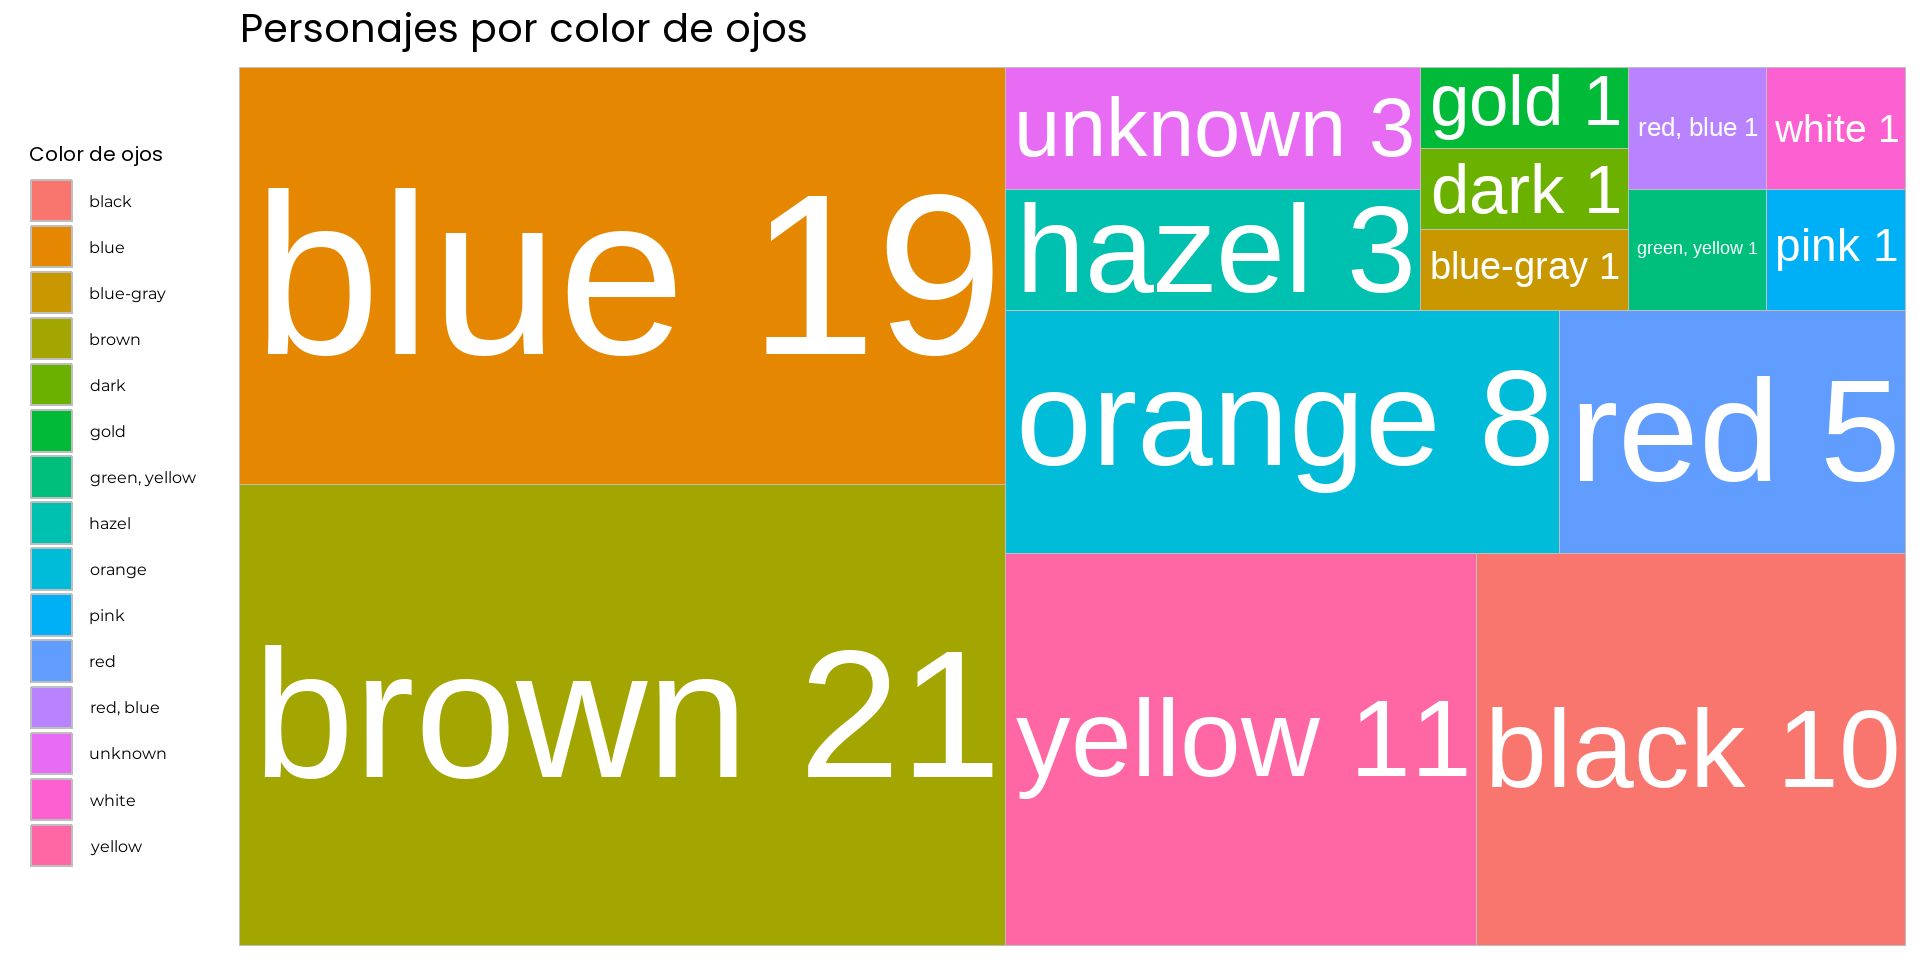 Personajes por color de ojos
Color de ojos
black
blue
blue-gray
brown
dark
gold
green, yellow
hazel
orange
pink
red
red, blue
unknown
white
yellow
blue 19
brown 21
unknown 3
hazel 3
gold 1
dark 1
blue-gray 1
red, blue 1
white 1
green, yellow 1
pink 1
orange 8
red 5
yellow 11
black 10